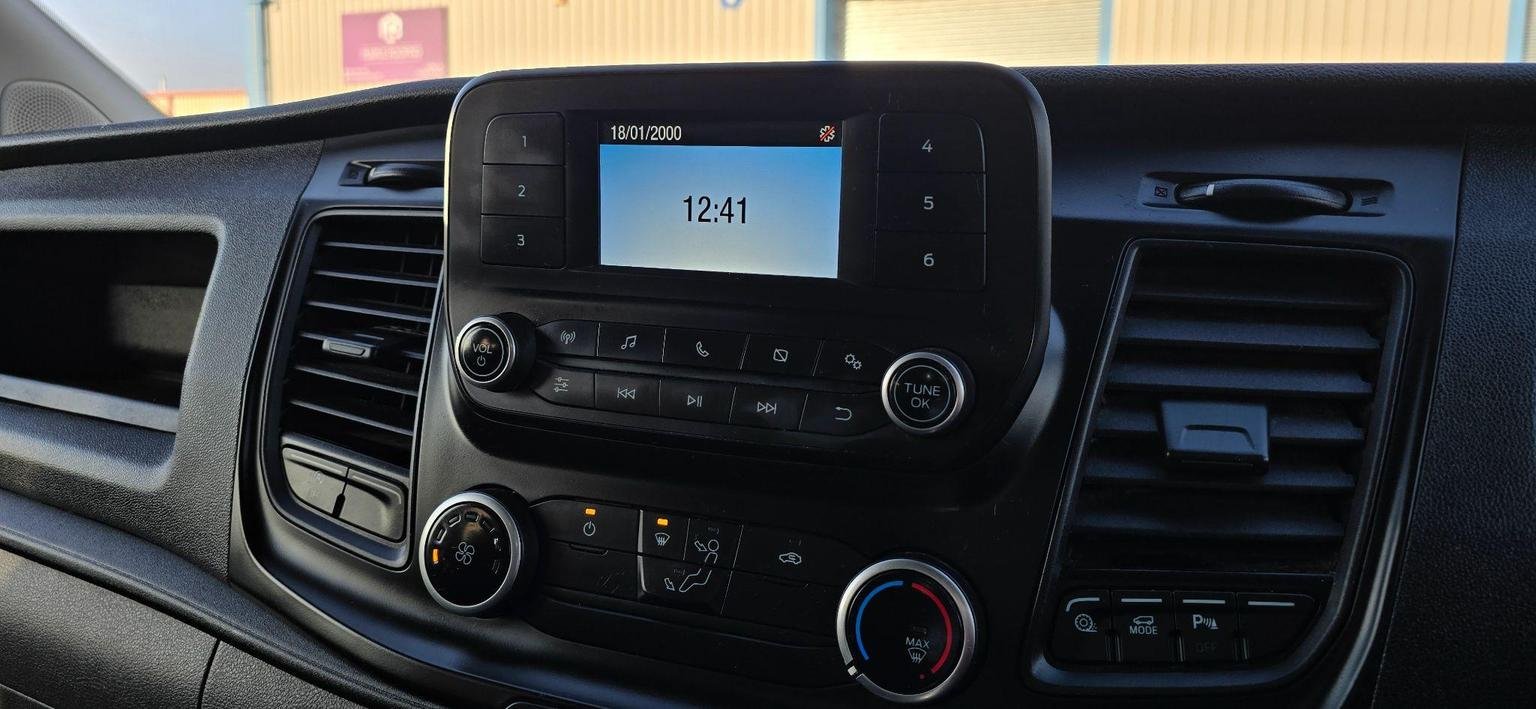 18/01/2000
12:41
1
2
3
4
5
6
VOL
TUNE
OK
MAX
MODE
P
OFF